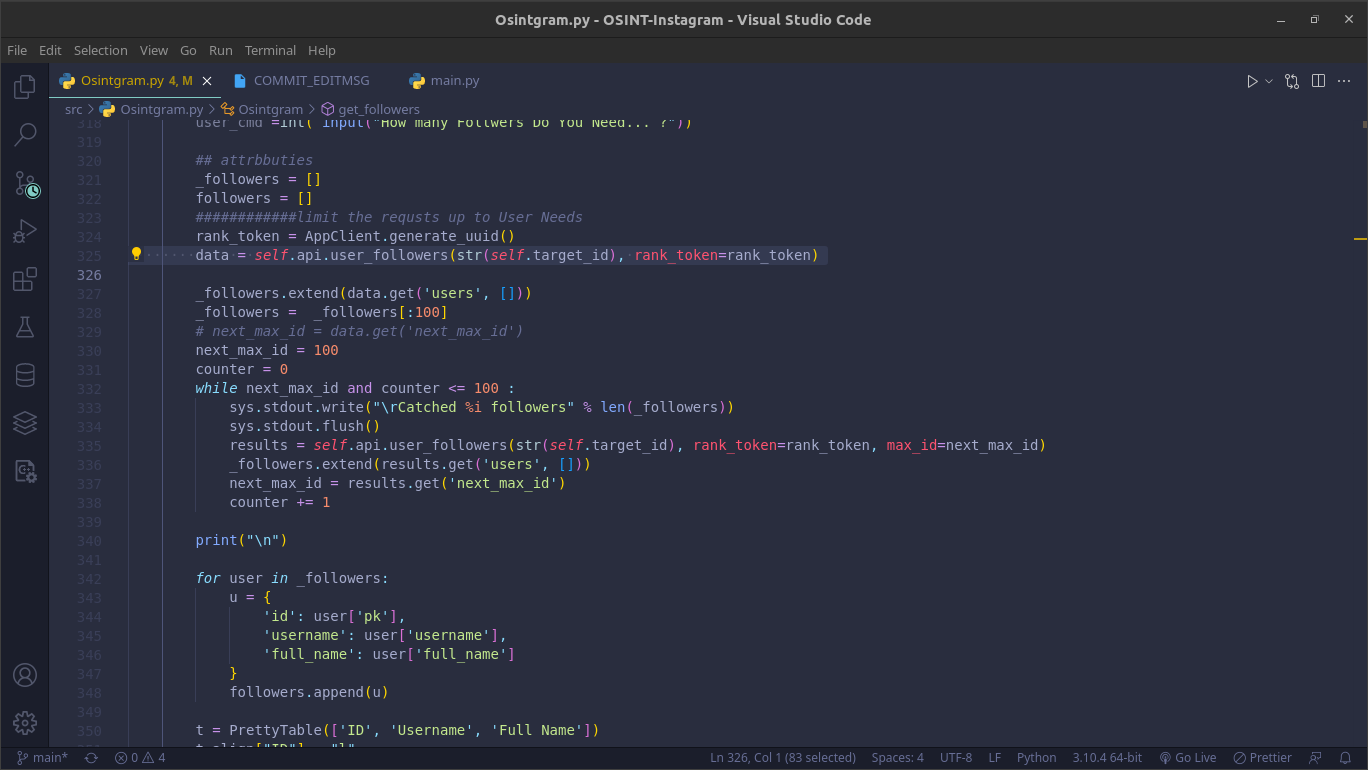 Osintgram.py - OSINT-Instagram - Visual Studio Code
File Edit Selection View Go Run Terminal Help
Osintgram.py 4, M COMMIT_EDITMSG main.py
src > Osintgram.py > Osintgram > get_followers
318 user_cmd =int( input("How many Follwers Do You Need... ?"))
319
320 ## attrbbuties
321 _followers = []
322 followers = []
323 ############limit the requsts up to User Needs
324 rank_token = AppClient.generate_uuid()
325 data = self.api.user_followers(str(self.target_id), rank_token=rank_token)
326
327 _followers.extend(data.get('users', []))
328 _followers =  _followers[:100]
329 # next_max_id = data.get('next_max_id')
330 next_max_id = 100
331 counter = 0
332 while next_max_id and counter <= 100 :
333 sys.stdout.write("\rCatched %i followers" % len(_followers))
334 sys.stdout.flush()
335 results = self.api.user_followers(str(self.target_id), rank_token=rank_token, max_id=next_max_id)
336 _followers.extend(results.get('users', []))
337 next_max_id = results.get('next_max_id')
338 counter += 1
339
340 print("\n")
341
342 for user in _followers:
343 u = {
344 'id': user['pk'],
345 'username': user['username'],
346 'full_name': user['full_name']
347 }
348 followers.append(u)
349
350 t = PrettyTable(['ID', 'Username', 'Full Name'])
main* 0 4 Ln 326, Col 1 (83 selected) Spaces: 4 UTF-8 LF Python 3.10.4 64-bit Go Live Prettier